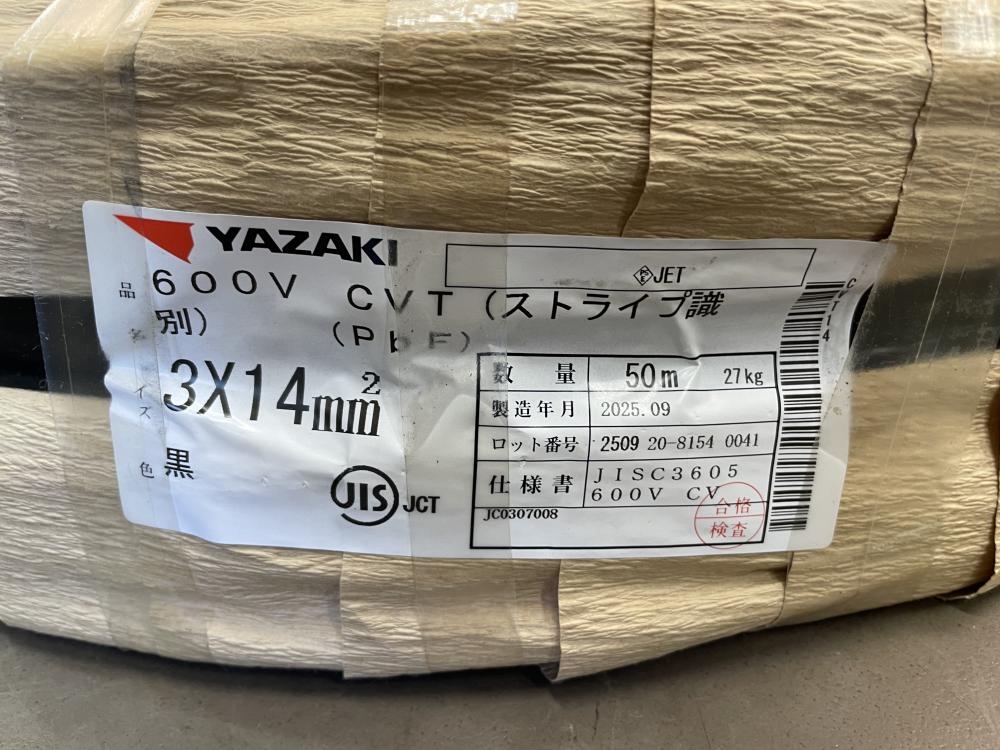 YAZAKI
PS
E JET
品名 600V CVT (ストライプ識別)
(PbF)
サイズ 3X14mm²
色 黒
JIS JCT
数量 50m 27kg
製造年月 2025.09
ロット番号 2509 20-8154 0041
仕様書 JISC3605
600V CV
JC0307008
合格
検査